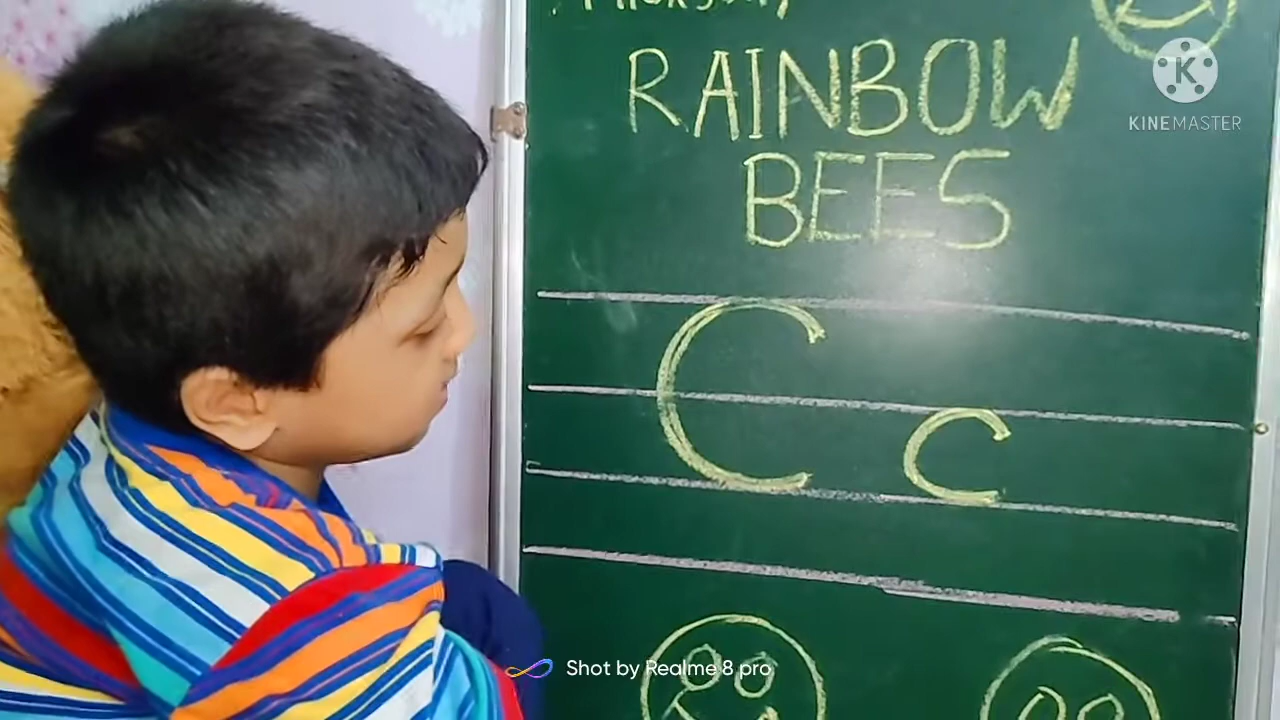 RAINBOW
BEES
C c
K
KINEMASTER
Shot by Realme 8 pro